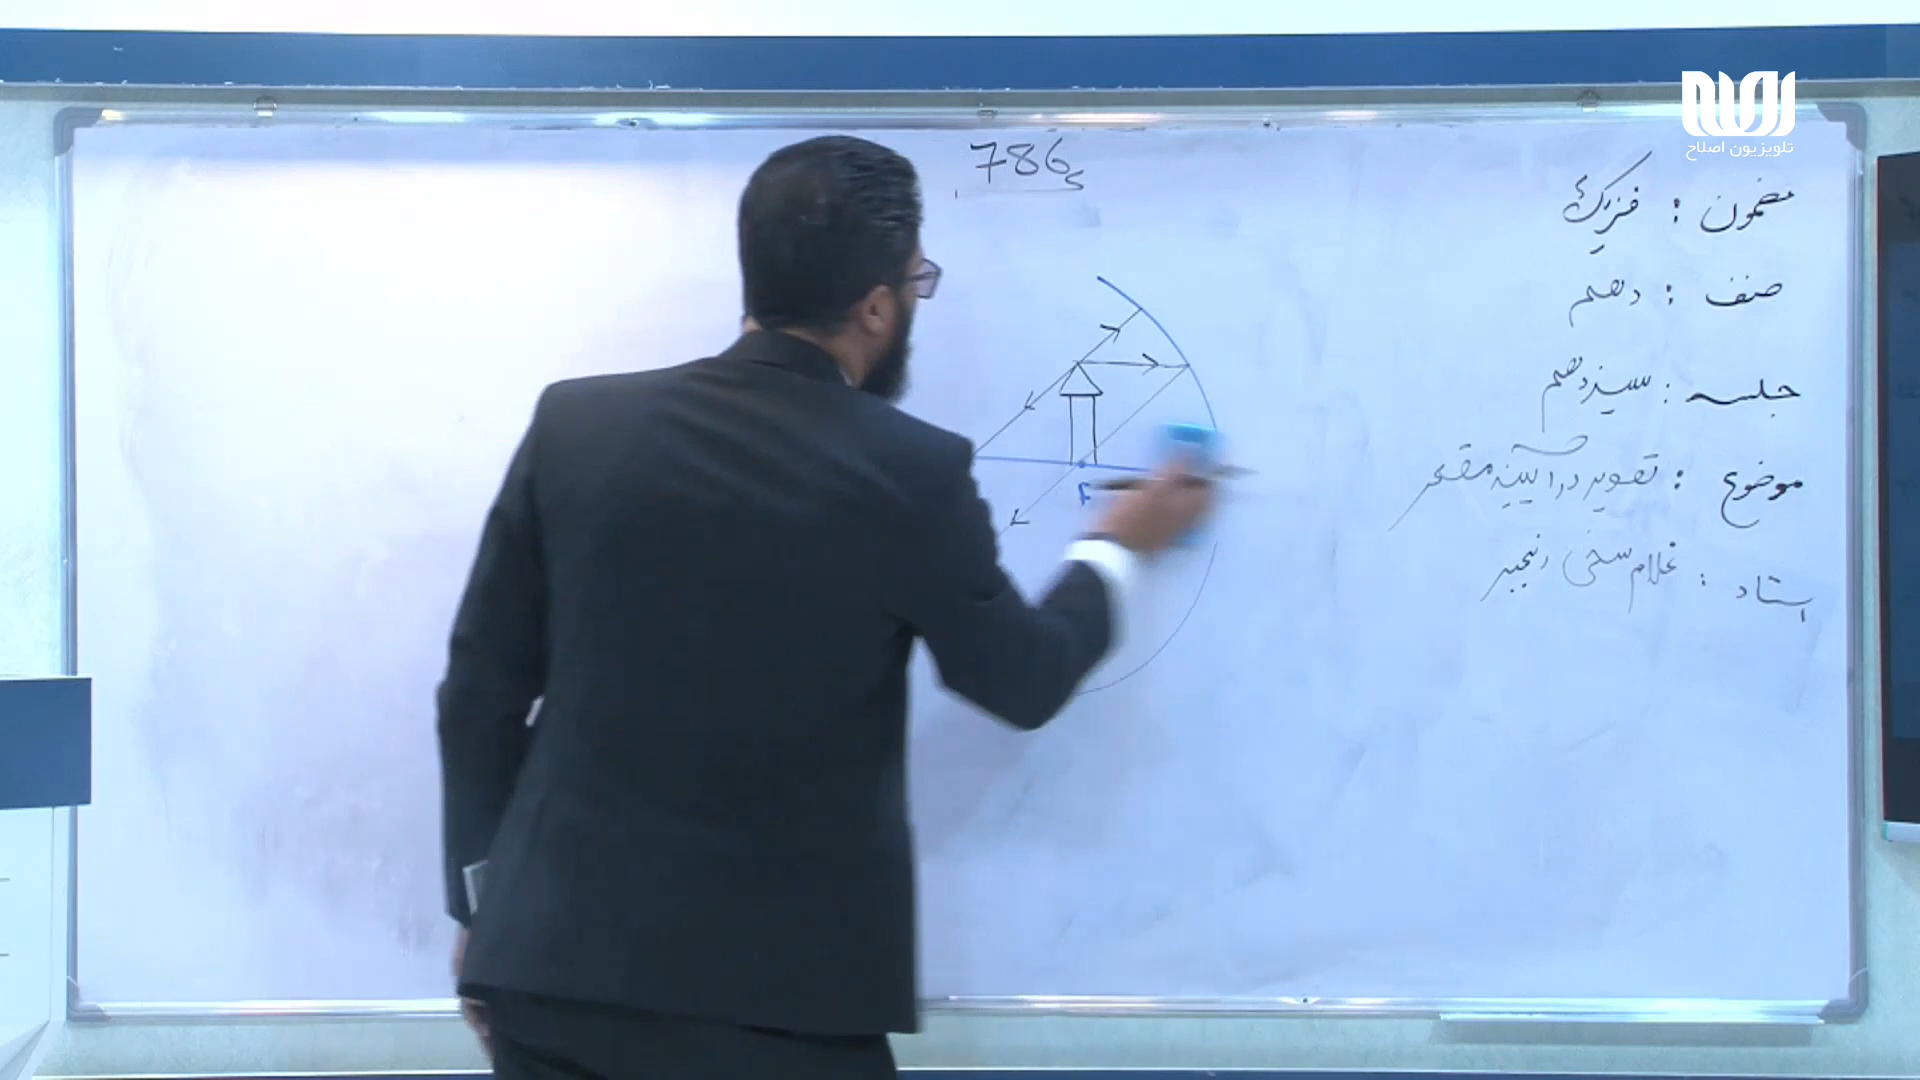 786
مضمون : فزیک
صنف : دهم
جلسه : سیزدهم
موضوع : تصویر در آیینه مقعر
استاد : غلام سخی رنجبر
F
تلویزیون اصلاح